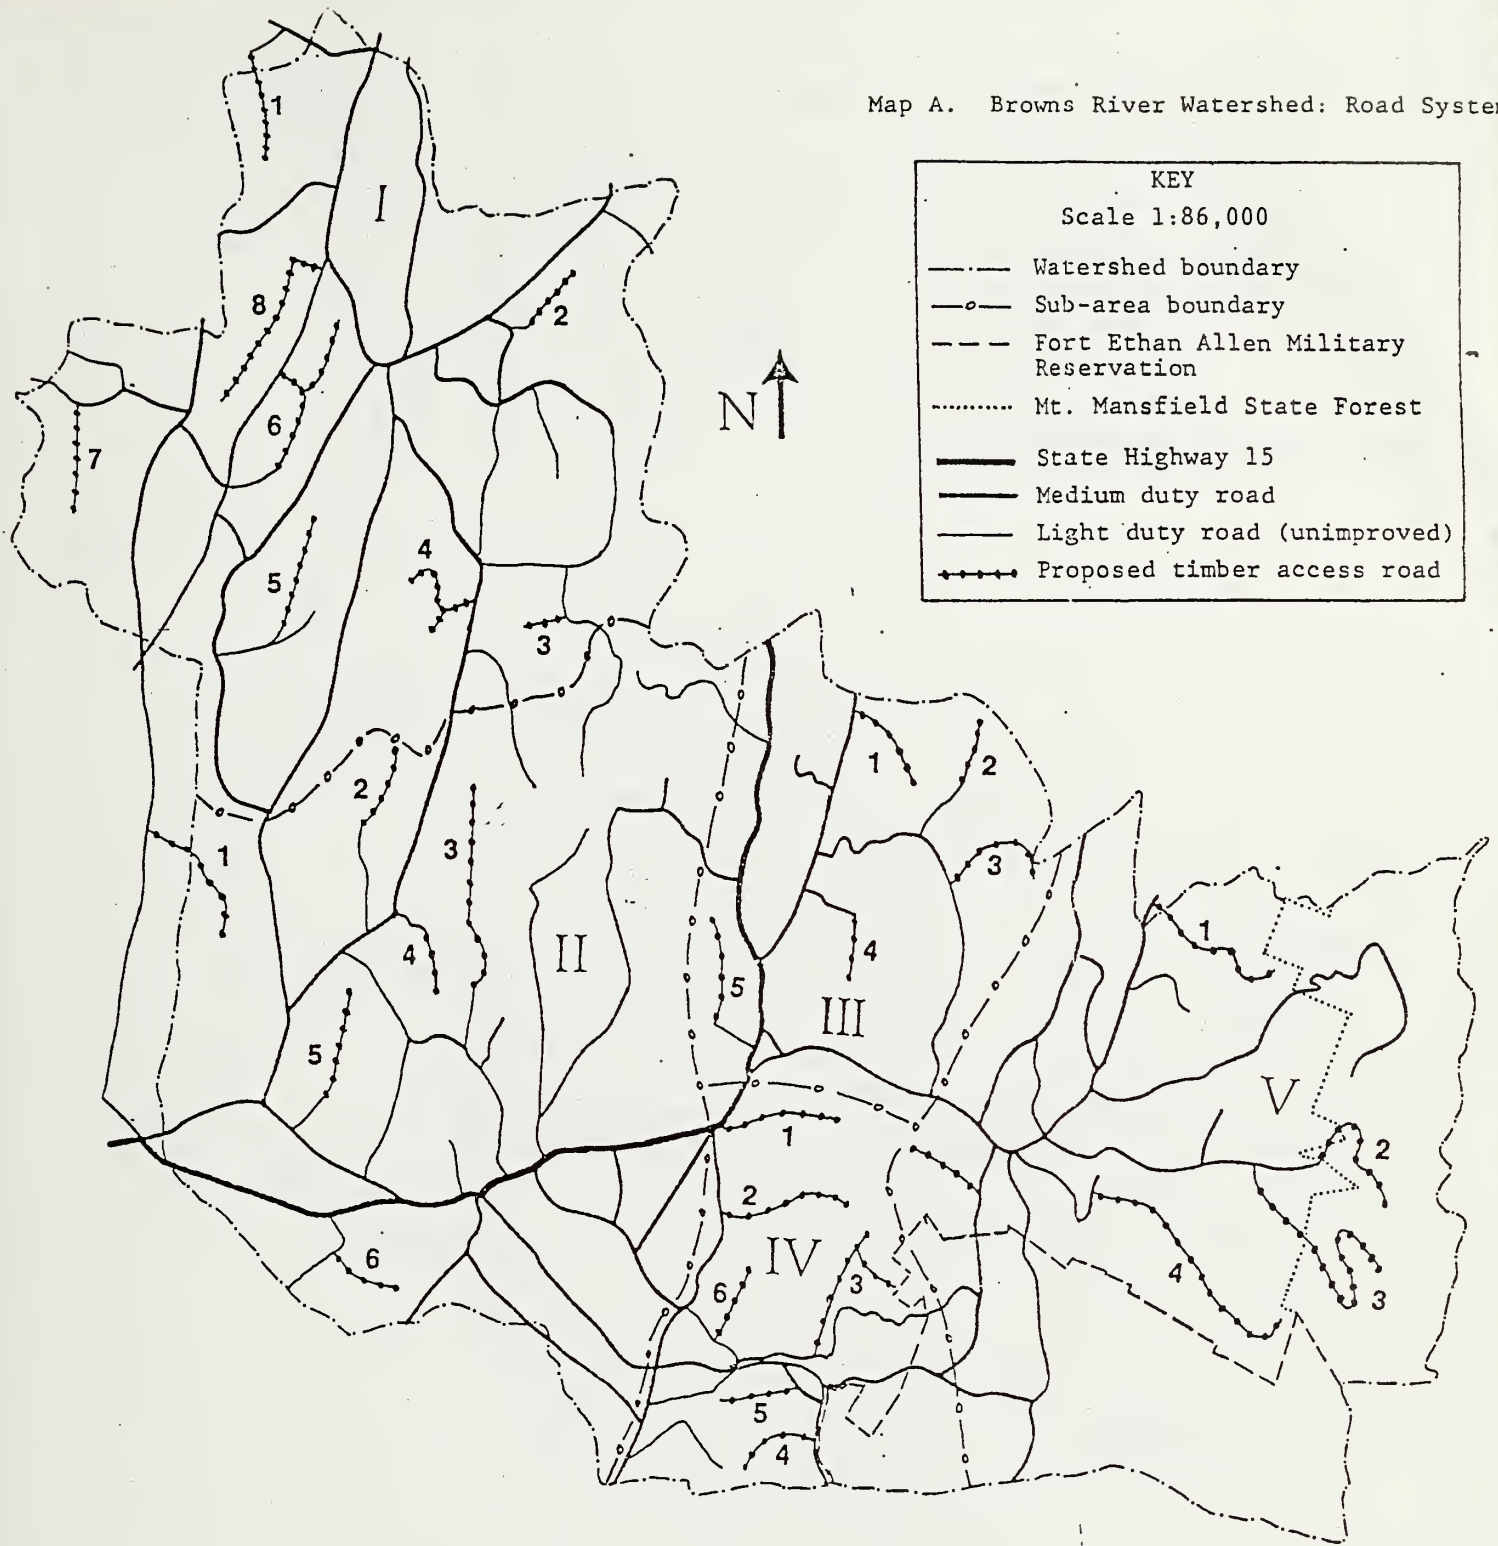 Map A. Browns River Watershed: Road System
KEY
Scale 1:86,000
Watershed boundary
Sub-area boundary
Fort Ethan Allen Military
Reservation
Mt. Mansfield State Forest
State Highway 15
Medium duty road
Light duty road (unimproved)
Proposed timber access road
N
1
I
8
2
6
7
5
4
3
2
1
3
4
II
5
6
1
2
3
4
5
III
1
2
IV
6
3
5
4
1
V
2
4
3